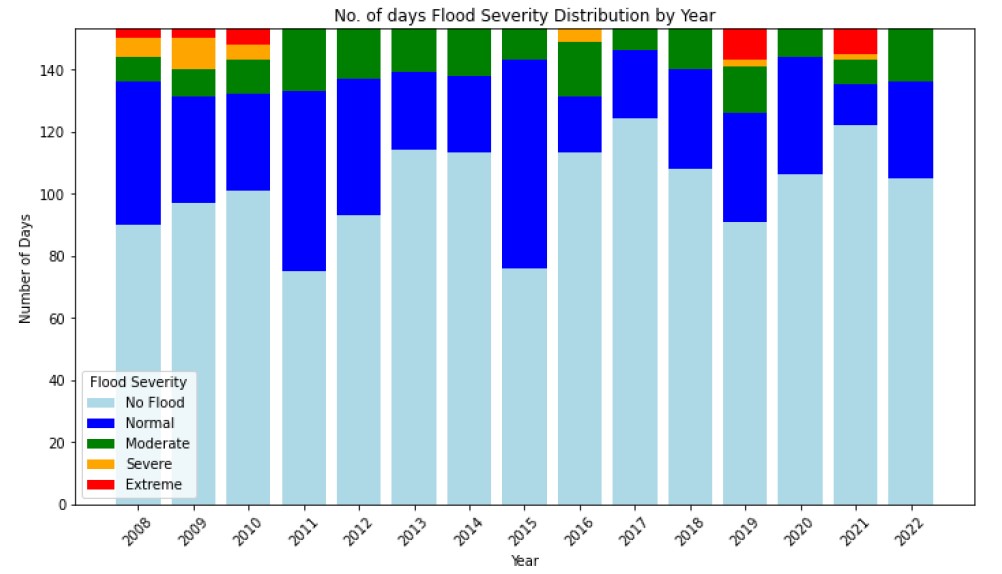 No. of days Flood Severity Distribution by Year
Number of Days
140
120
100
80
60
40
20
0
Flood Severity
No Flood
Normal
Moderate
Severe
Extreme
2008 2009 2010 2011 2012 2013 2014 2015 2016 2017 2018 2019 2020 2021 2022
Year